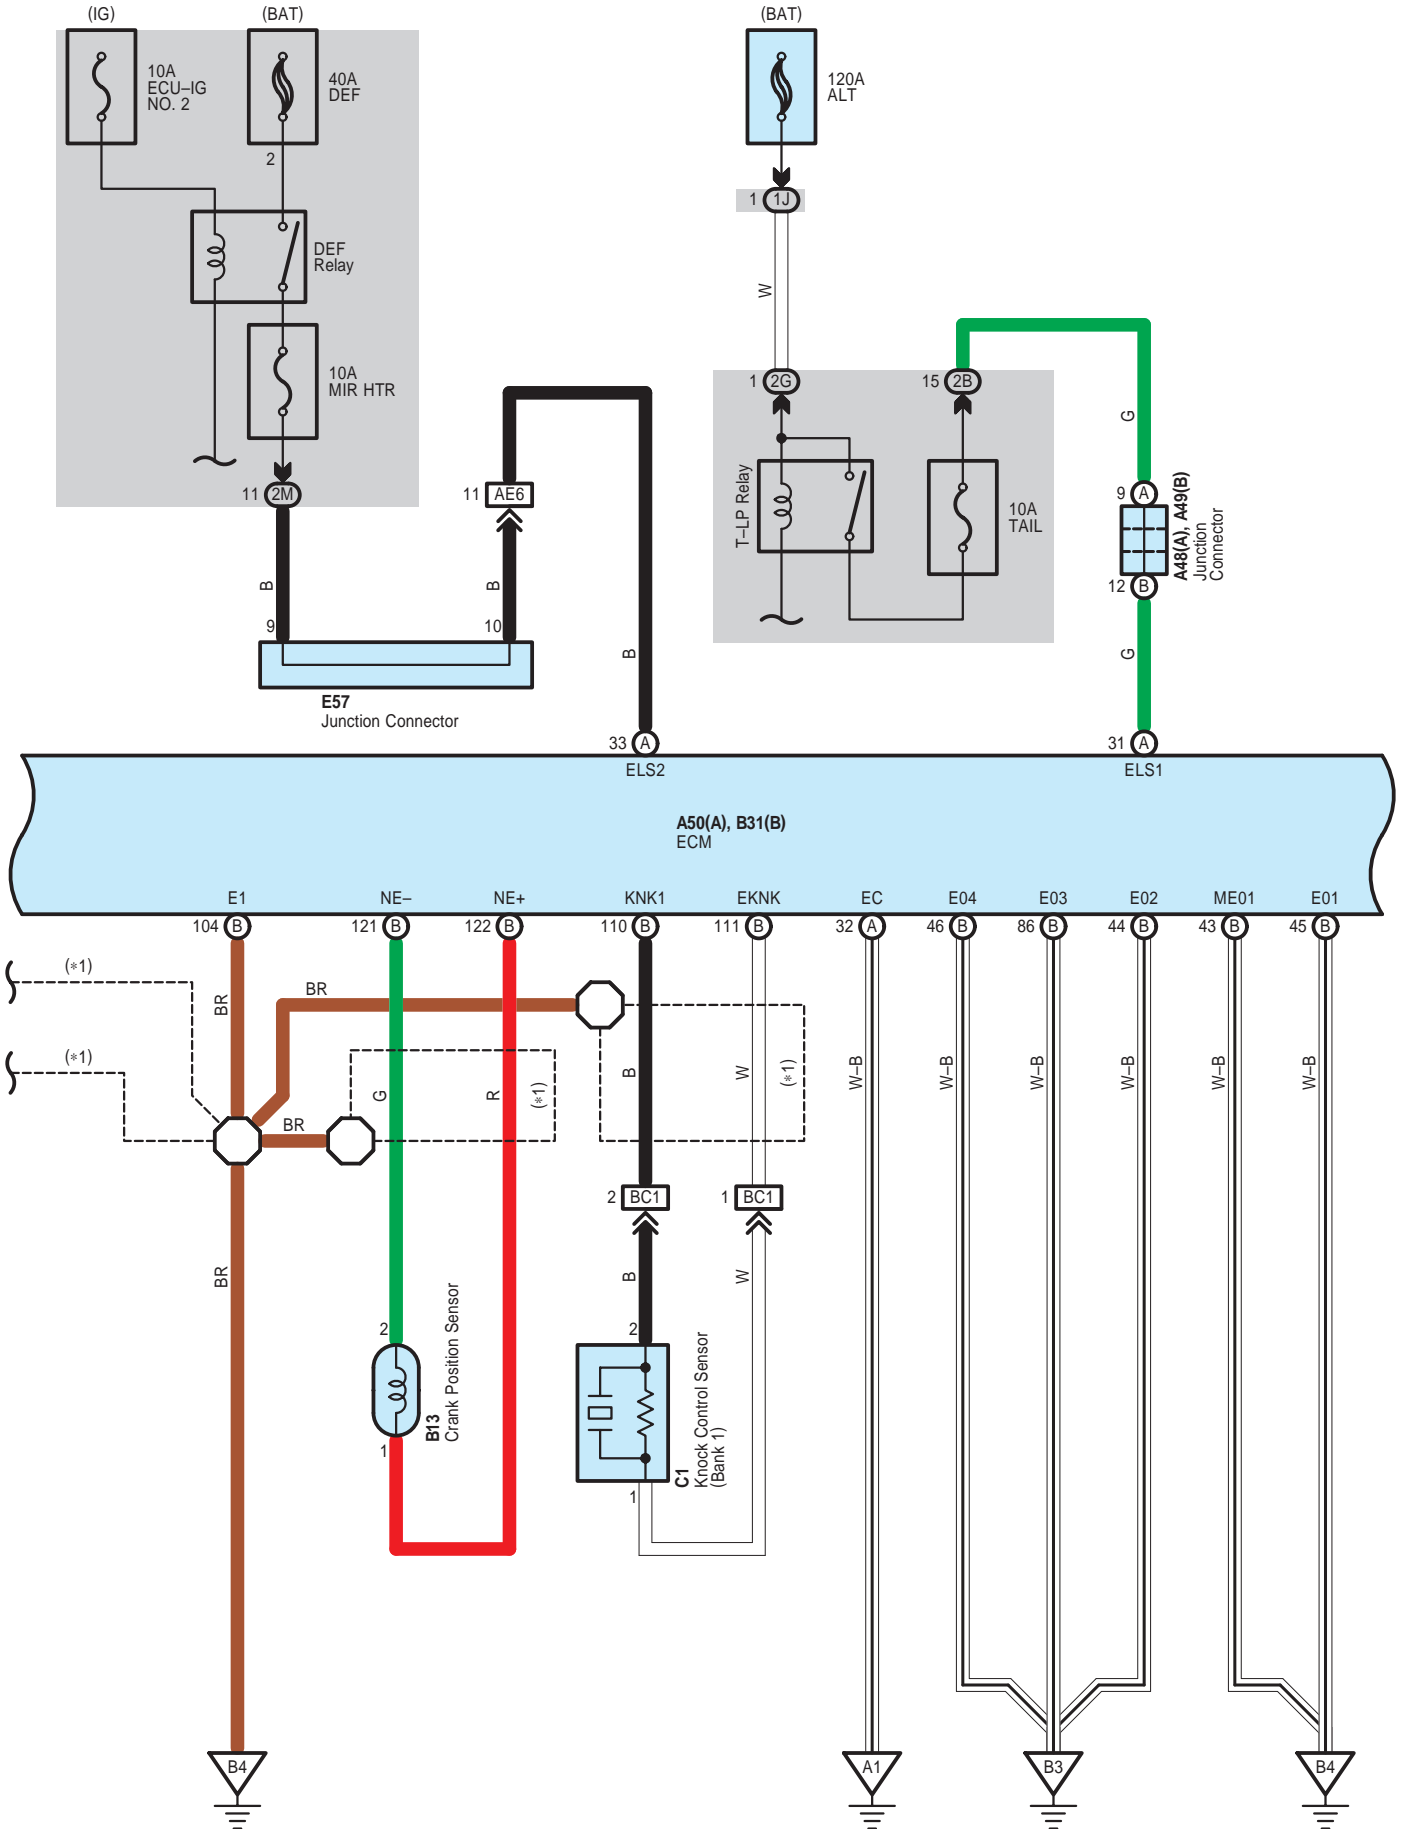 (IG)
(BAT)
(BAT)
10A
ECU–IG
NO. 2
40A
DEF
120A
ALT
2
1
1J
DEF
Relay
W
10A
MIR HTR
1
2G
15
2B
G
11
2M
11
AE6
T–LP Relay
10A
TAIL
9
A
A48(A), A49(B)
Junction
Connector
12
B
B
B
9
10
B
G
E57
Junction Connector
33
A
31
A
ELS2
ELS1
A50(A), B31(B)
ECM
E1
NE–
NE+
KNK1
EKNK
EC
E04
E03
E02
ME01
E01
104
B
121
B
122
B
110
B
111
B
32
A
46
B
86
B
44
B
43
B
45
B
(*1)
BR
BR
(*1)
G
R
(*1)
B
W
(*1)
W–B
W–B
W–B
W–B
W–B
W–B
BR
2
BC1
1
BC1
BR
B
W
2
2
B13
Crank Position Sensor
C1
Knock Control Sensor
(Bank 1)
1
1
B4
A1
B3
B4